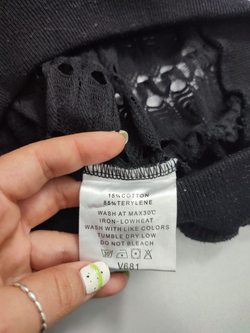 15%COTTON
85%TERYLENE
WASH AT MAX30°C
IRON-LOWHEAT
WASH WITH LIKE COLORS
TUMBLE DRY LOW
DO NOT BLEACH
V681